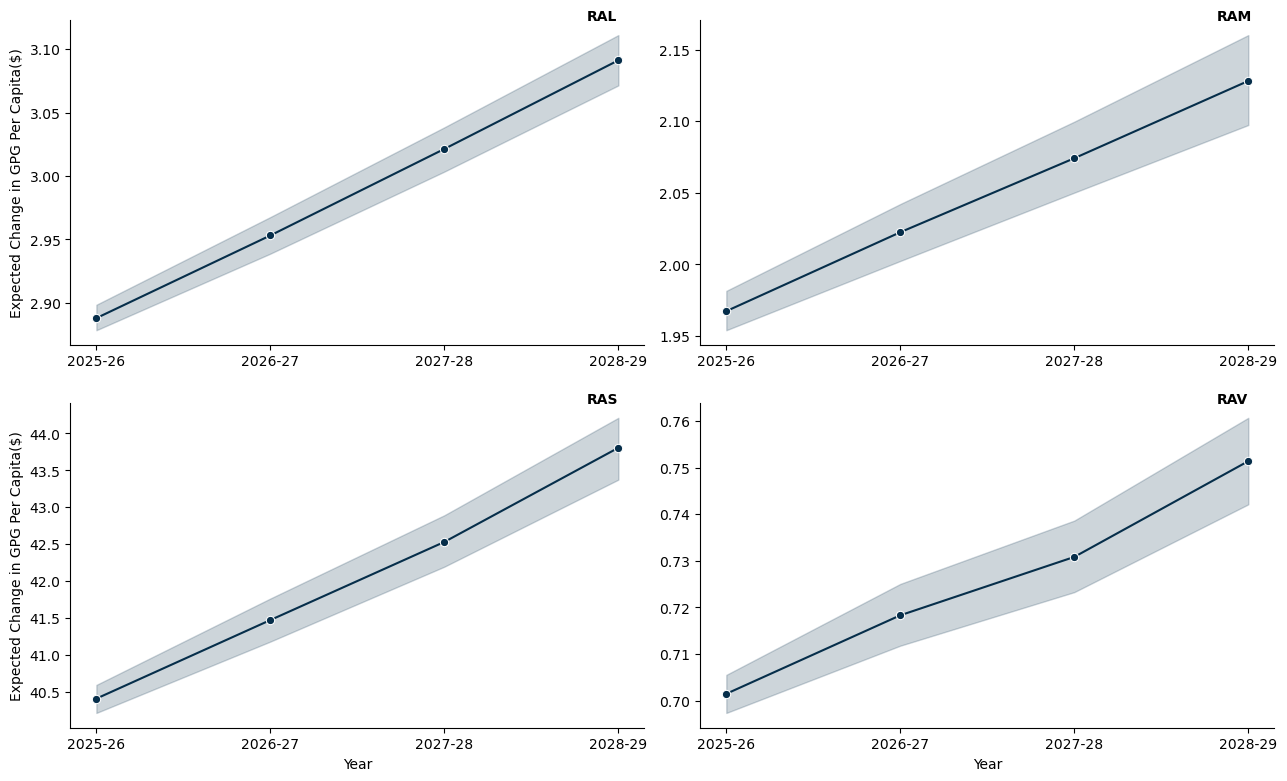 RAL
Expected Change in GPG Per Capita($)
3.10
3.05
3.00
2.95
2.90
2025-26 2026-27 2027-28 2028-29
RAM
2.15
2.10
2.05
2.00
1.95
2025-26 2026-27 2027-28 2028-29
RAS
Expected Change in GPG Per Capita($)
44.0
43.5
43.0
42.5
42.0
41.5
41.0
40.5
2025-26 2026-27 2027-28 2028-29
Year
RAV
0.76
0.75
0.74
0.73
0.72
0.71
0.70
2025-26 2026-27 2027-28 2028-29
Year